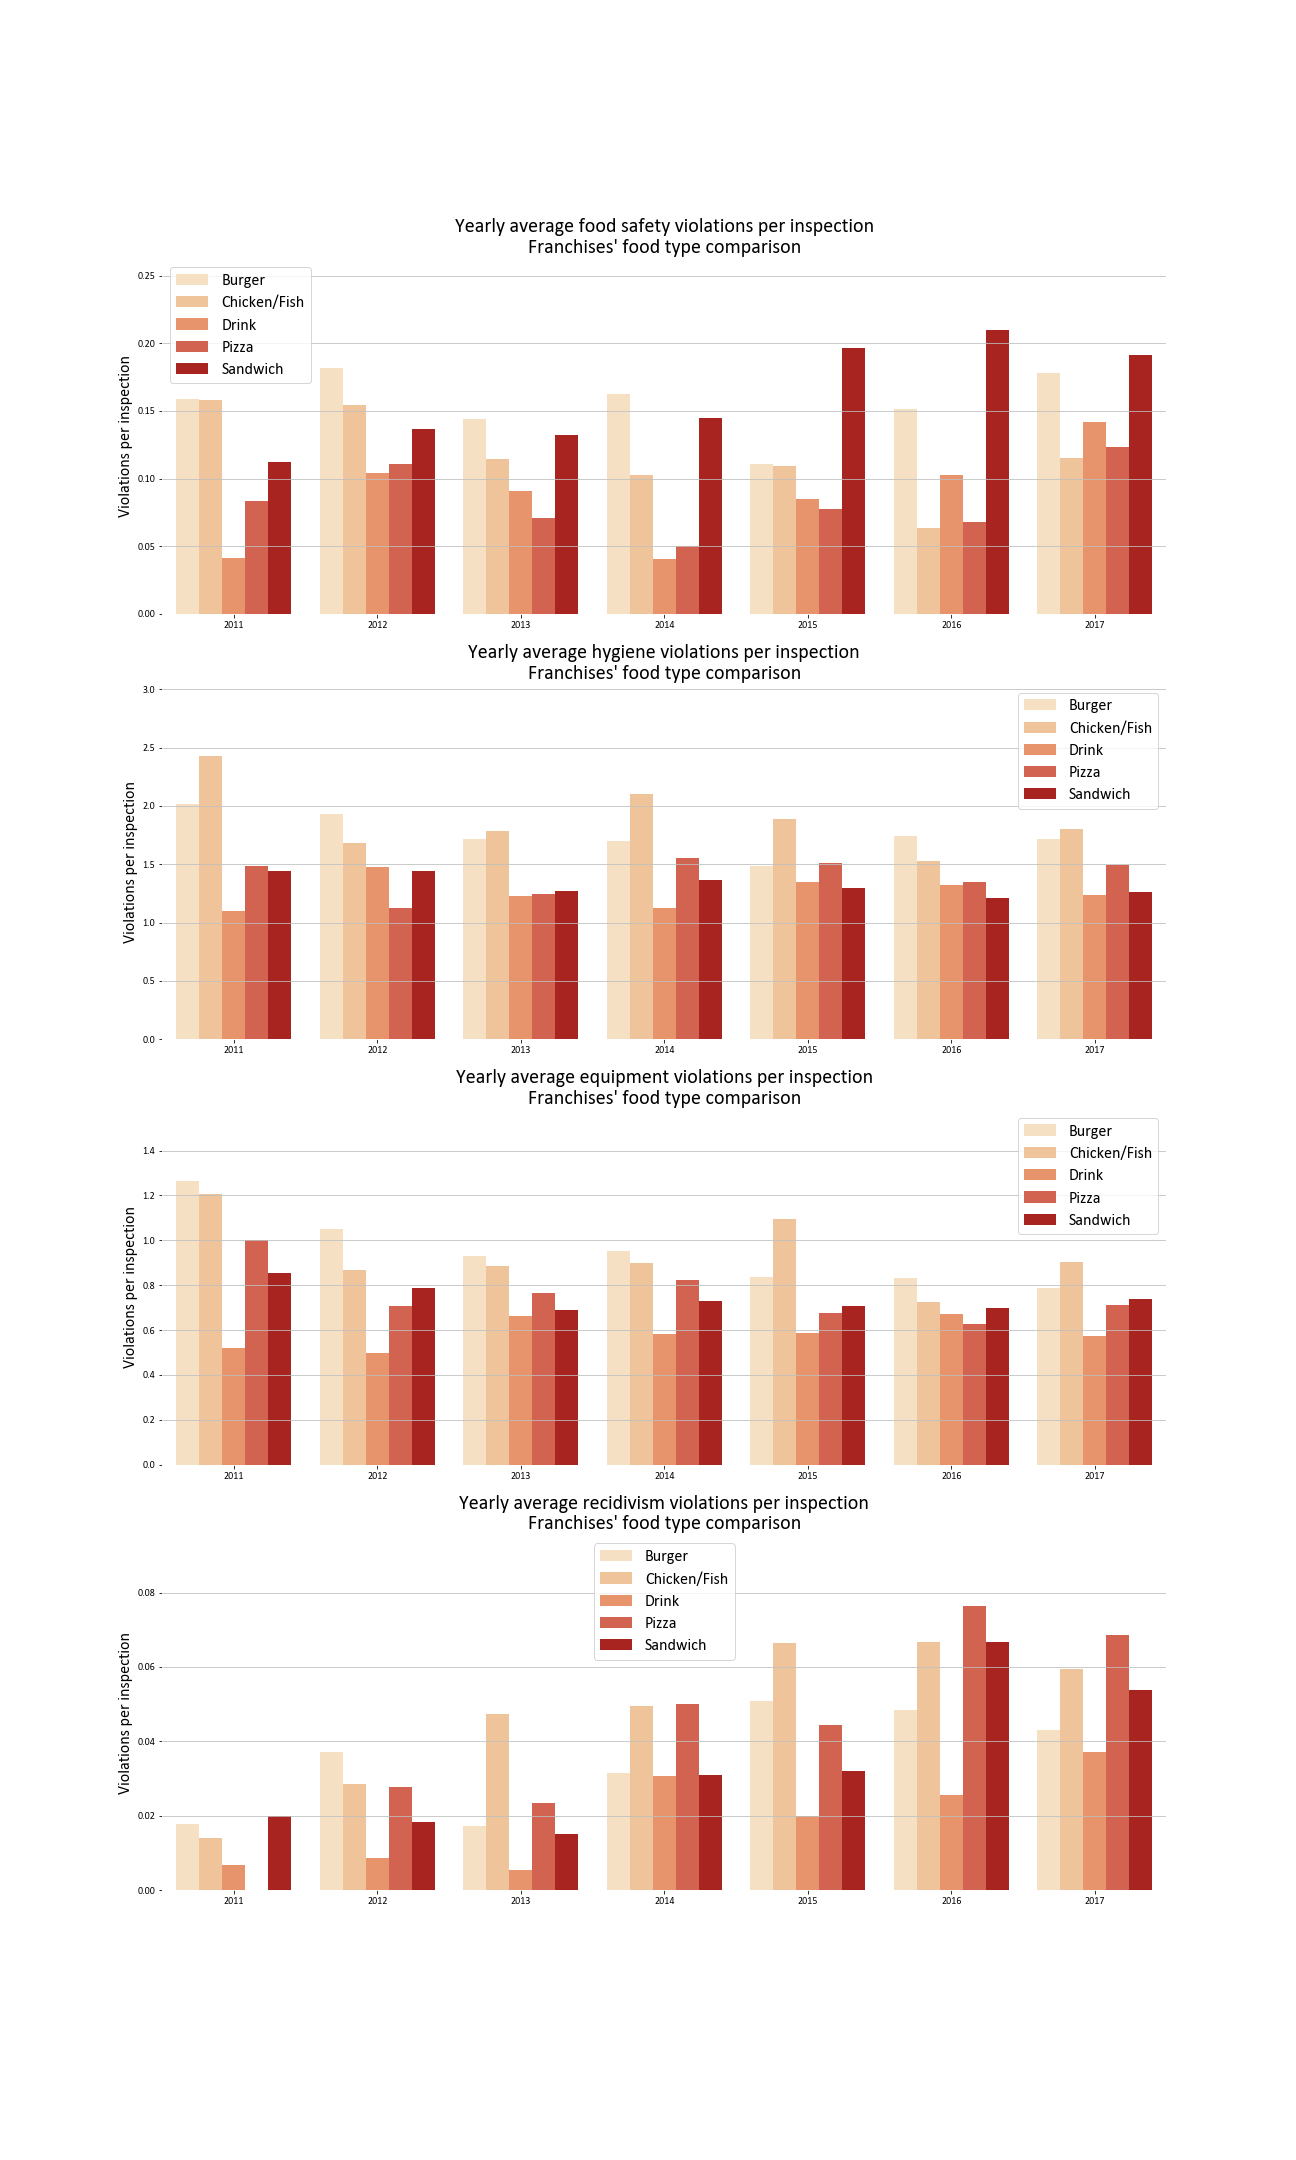 Yearly average food safety violations per inspection
Franchises' food type comparison
Burger
Chicken/Fish
Drink
Pizza
Sandwich
Violations per inspection
0.25
0.20
0.15
0.10
0.05
0.00
2011 2012 2013 2014 2015 2016 2017
Yearly average hygiene violations per inspection
Franchises' food type comparison
Burger
Chicken/Fish
Drink
Pizza
Sandwich
Violations per inspection
3.0
2.5
2.0
1.5
1.0
0.5
0.0
2011 2012 2013 2014 2015 2016 2017
Yearly average equipment violations per inspection
Franchises' food type comparison
Burger
Chicken/Fish
Drink
Pizza
Sandwich
Violations per inspection
1.4
1.2
1.0
0.8
0.6
0.4
0.2
0.0
2011 2012 2013 2014 2015 2016 2017
Yearly average recidivism violations per inspection
Franchises' food type comparison
Burger
Chicken/Fish
Drink
Pizza
Sandwich
Violations per inspection
0.08
0.06
0.04
0.02
0.00
2011 2012 2013 2014 2015 2016 2017